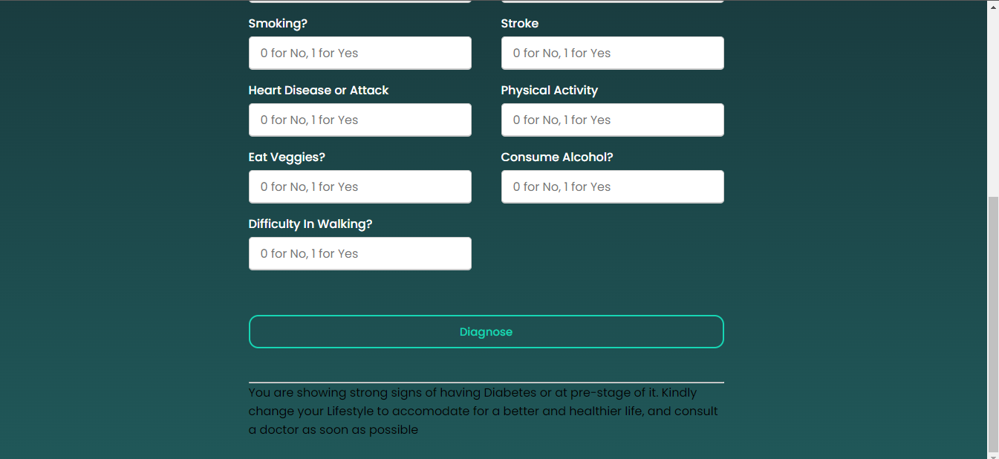 Smoking?
Stroke
0 for No, 1 for Yes
0 for No, 1 for Yes
Heart Disease or Attack
Physical Activity
0 for No, 1 for Yes
0 for No, 1 for Yes
Eat Veggies?
Consume Alcohol?
0 for No, 1 for Yes
0 for No, 1 for Yes
Difficulty In Walking?
0 for No, 1 for Yes
Diagnose
You are showing strong signs of having Diabetes or at pre-stage of it. Kindly
change your Lifestyle to accomodate for a better and healthier life, and consult
a doctor as soon as possible